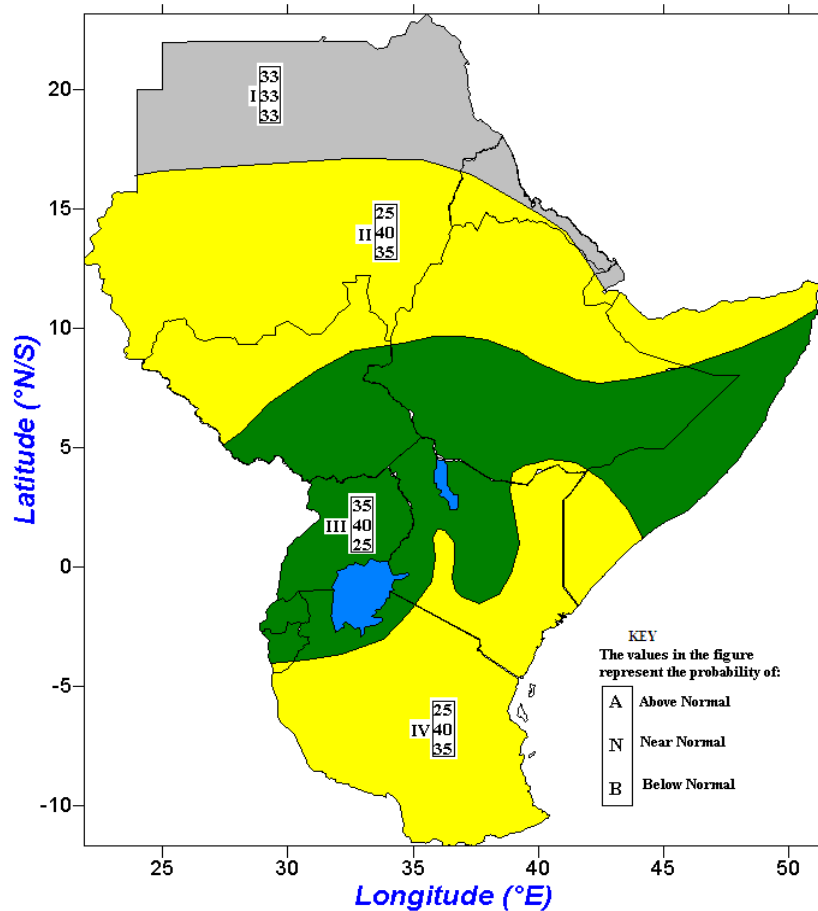 Latitude (°N/S)
20
15
10
5
0
-5
-10
I
33
33
33
II
25
40
35
III
35
40
25
IV
25
40
35
KEY
The values in the figure
represent the probability of:
A Above Normal
N Near Normal
B Below Normal
25 30 35 40 45 50
Longitude (°E)